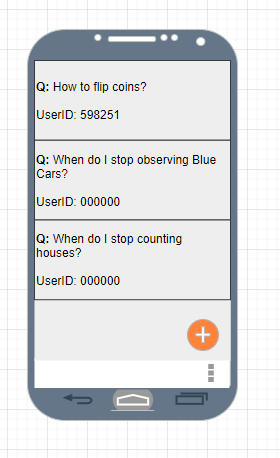 Q: How to flip coins?
UserID: 598251
Q: When do I stop observing Blue
Cars?
UserID: 000000
Q: When do I stop counting
houses?
UserID: 000000